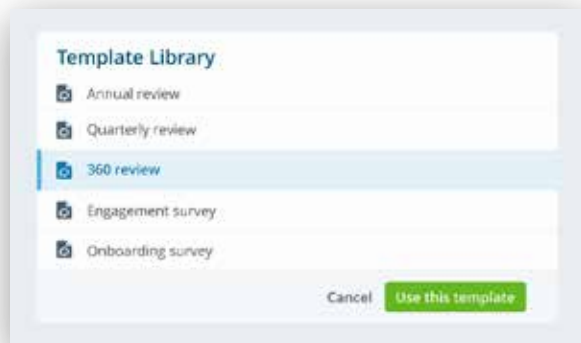 Template Library
Annual review
Quarterly review
360 review
Engagement survey
Onboarding survey
Cancel Use this template